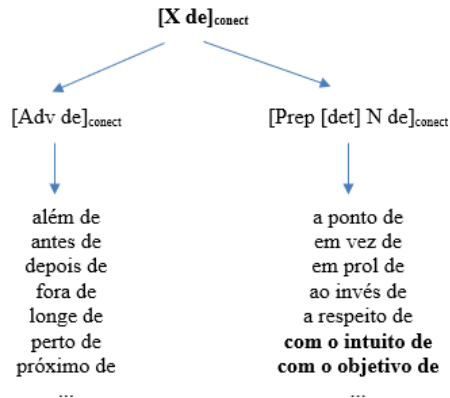 [X de]conect
[Adv de]conect
[Prep [det] N de]conect
além de
antes de
depois de
fora de
longe de
perto de
próximo de
...
a ponto de
em vez de
em prol de
ao invés de
a respeito de
com o intuito de
com o objetivo de
...